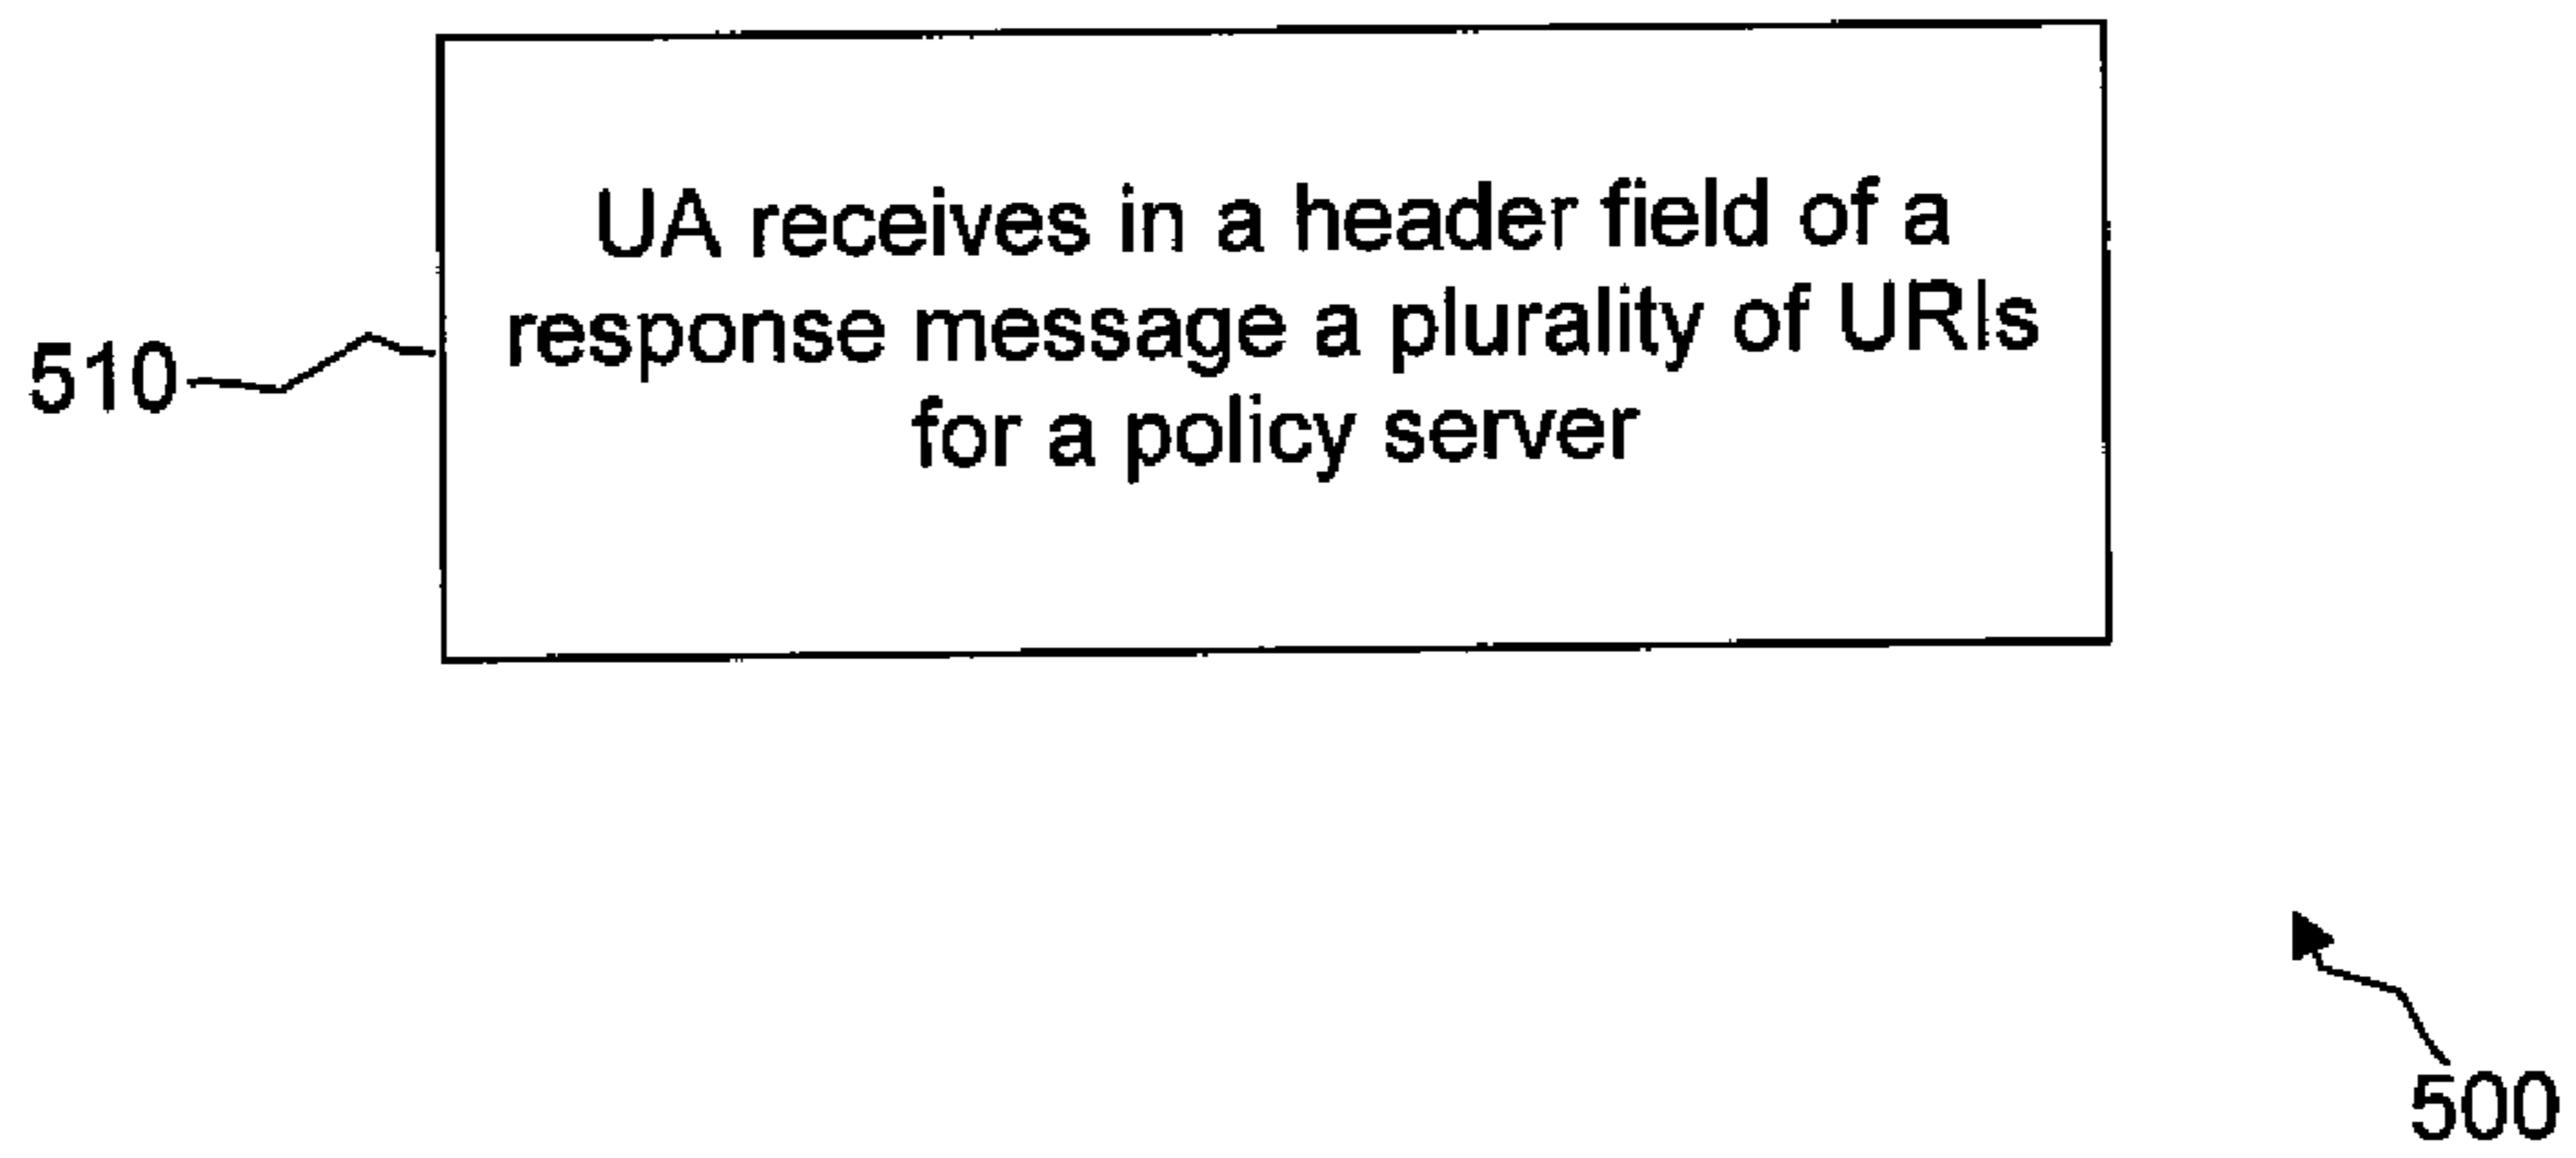 UA receives in a header field of a
response message a plurality of URIs
for a policy server
510
500